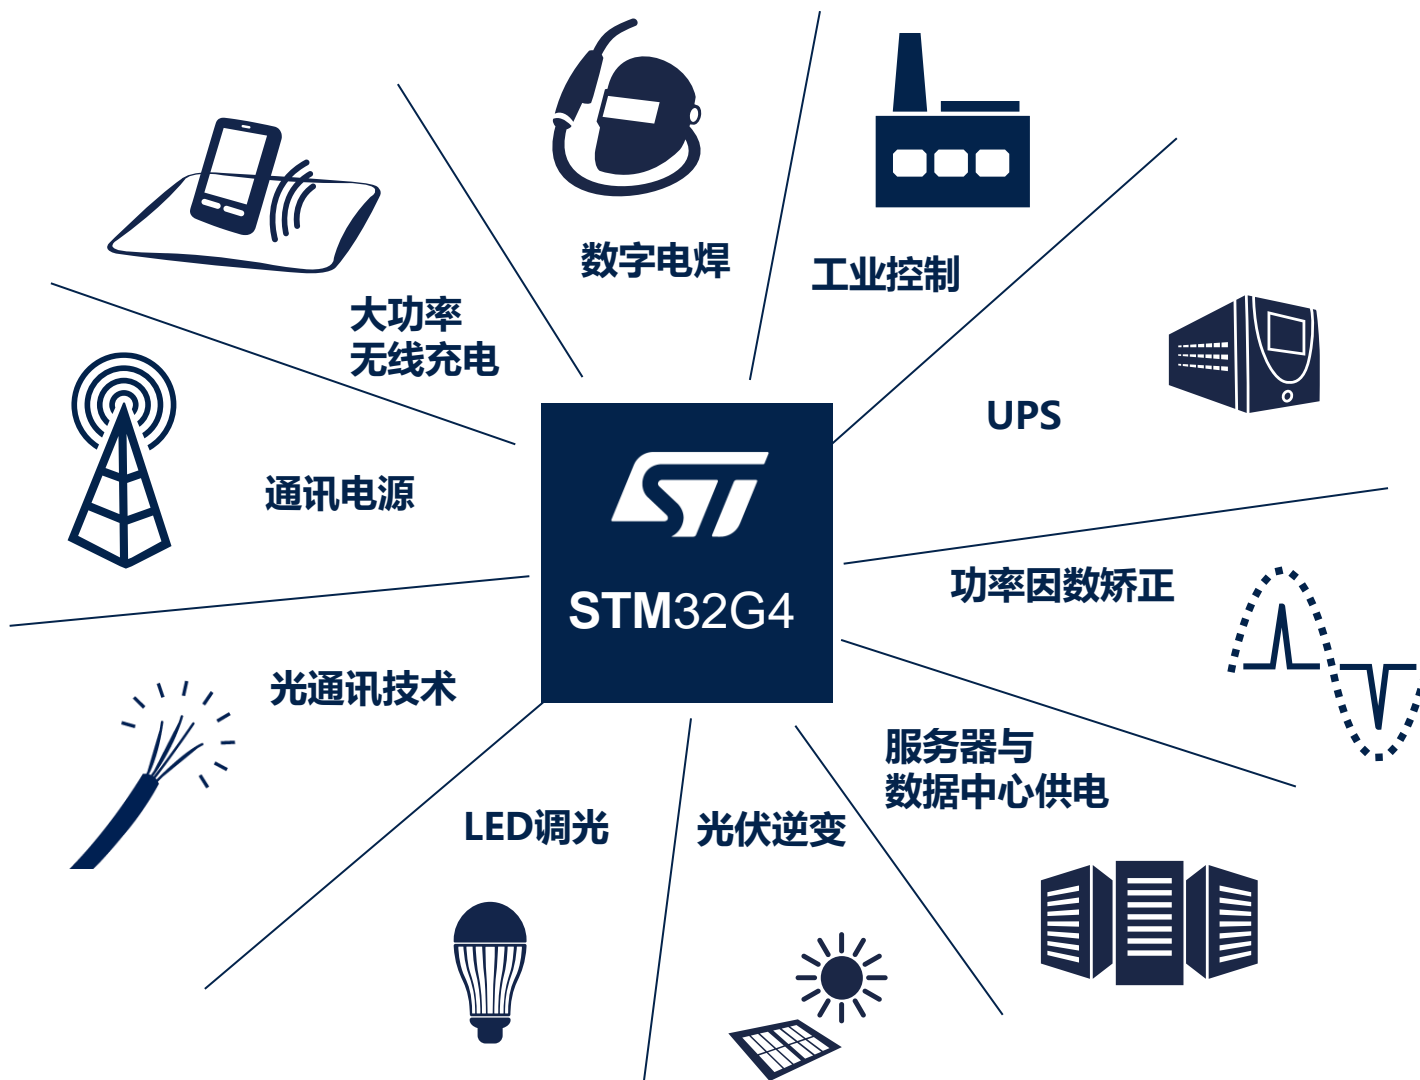 数字电焊
工业控制
大功率
无线充电
UPS
通讯电源
ST
STM32G4
功率因数矫正
光通讯技术
服务器与
数据中心供电
LED调光
光伏逆变